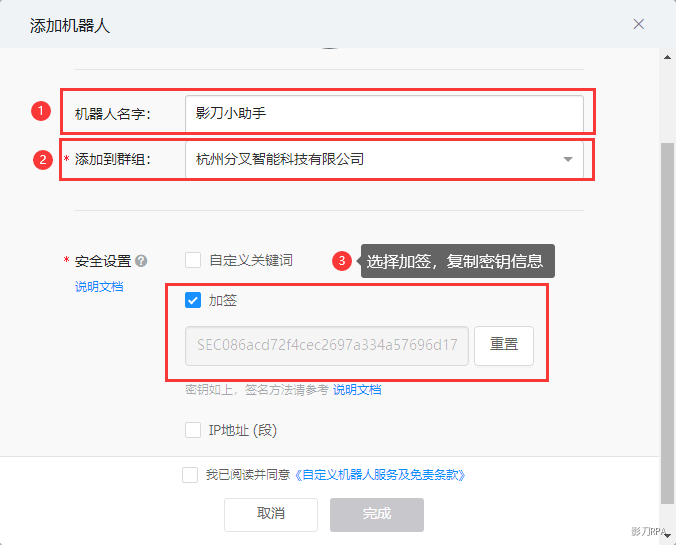 添加机器人
1 机器人名字： 影刀小助手
2 * 添加到群组： 杭州分叉智能科技有限公司
* 安全设置 ? 自定义关键词 3 选择加签，复制密钥信息
说明文档
加签
SEC086acd72f4cec2697a334a57696d17 重置
密钥如上，签名方法请参考 说明文档
IP地址 (段)
我已阅读并同意《自定义机器人服务及免责条款》
取消 完成
影刀RPA